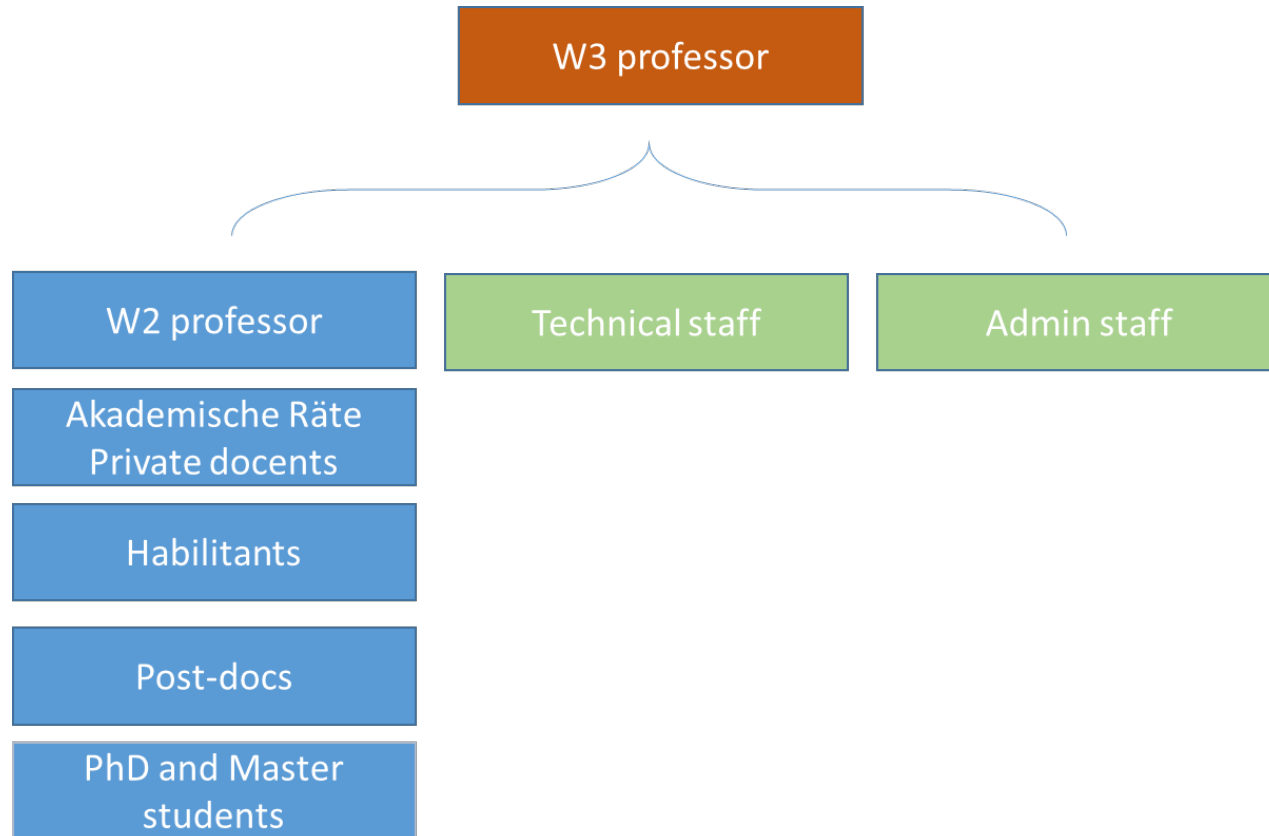 W3 professor
W2 professor
Technical staff
Admin staff
Akademische Räte
Private docents
Habilitants
Post-docs
PhD and Master
students